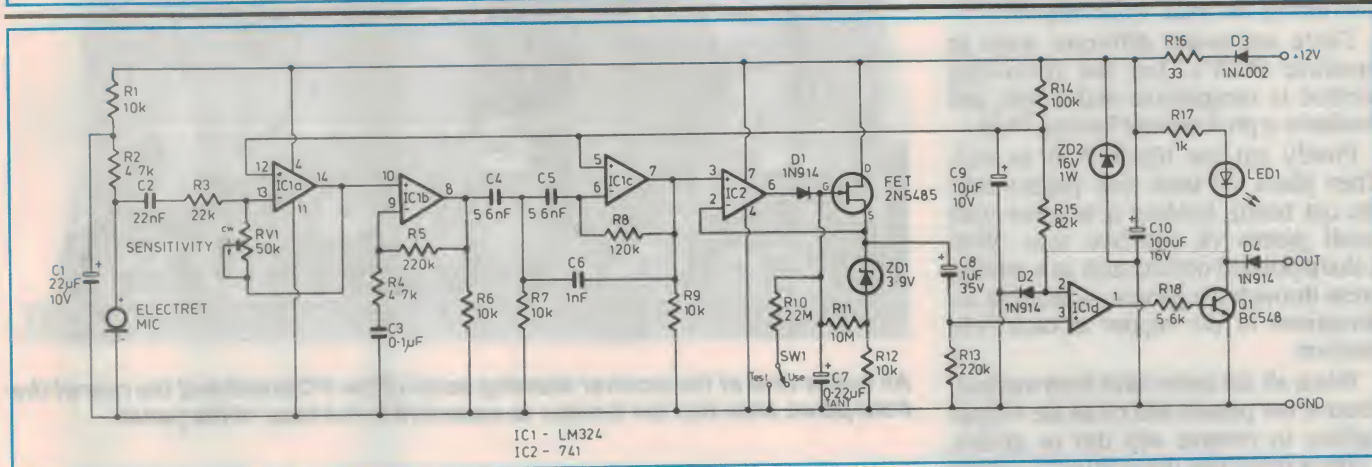 R1
10k
R2
4.7k
C2
22nF
R3
22k
C1
22µF
10V
ELECTRET
MIC
SENSITIVITY
cw
RV1
50k
12
13
4
11
14
IC1a
10
9
8
IC1b
R5
220k
R4
4.7k
C3
0·1µF
R6
10k
C4
5 6nF
C5
5 6nF
R7
10k
C6
1nF
5
6
7
IC1c
R8
120k
R9
10k
3
2
7
4
6
IC2
D1
1N914
G
D
S
FET
2N5485
R10
2.2M
SW1
Test
Use
R11
10M
C7
0·22µF
TANT
ZD1
3·9V
R12
10k
C8
1uF
35V
R13
220k
C9
10µF
10V
D2
1N914
R14
100k
R15
82k
2
3
1
IC1d
ZD2
16V
1W
C10
100uF
16V
R16
33
D3
1N4002
+12V
R17
1k
LED1
D4
1N914
OUT
R18
5·6k
Q1
BC548
GND
IC1 - LM324
IC2 - 741